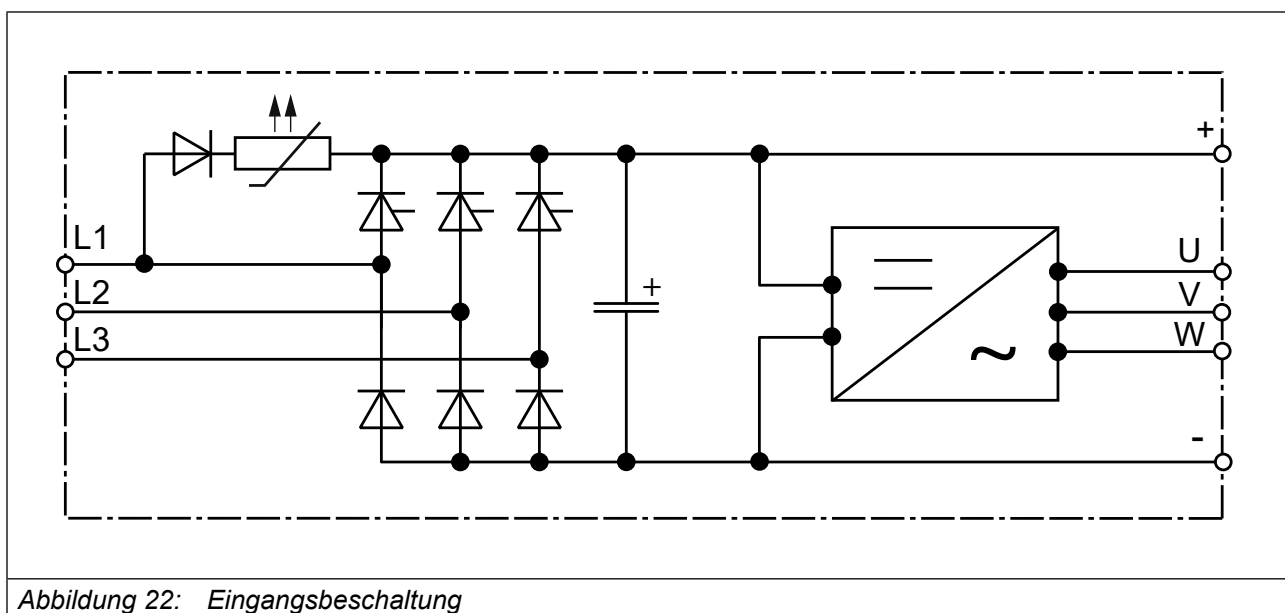 +
L1
L2
L3
+
U
V
W
~
-
Abbildung 22: Eingangsbeschaltung